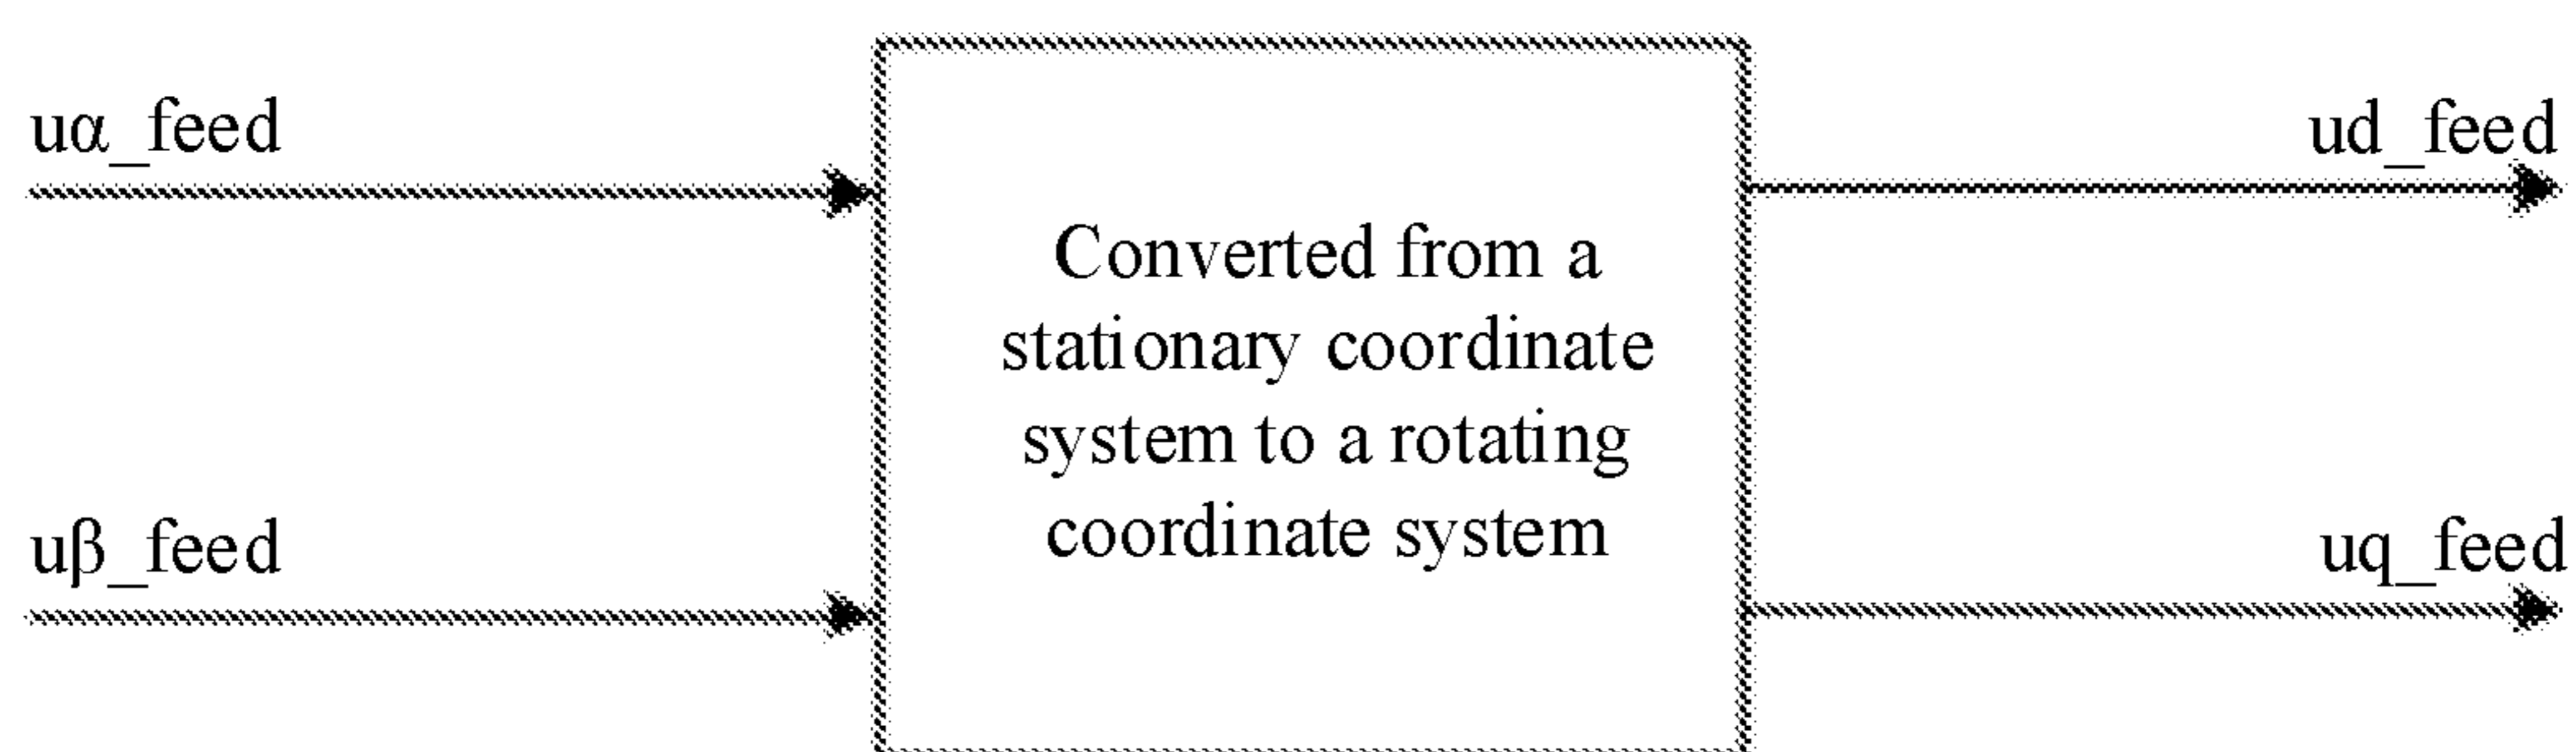 uα_feed
ud_feed
Converted from a
stationary coordinate
system to a rotating
coordinate system
uβ_feed
uq_feed